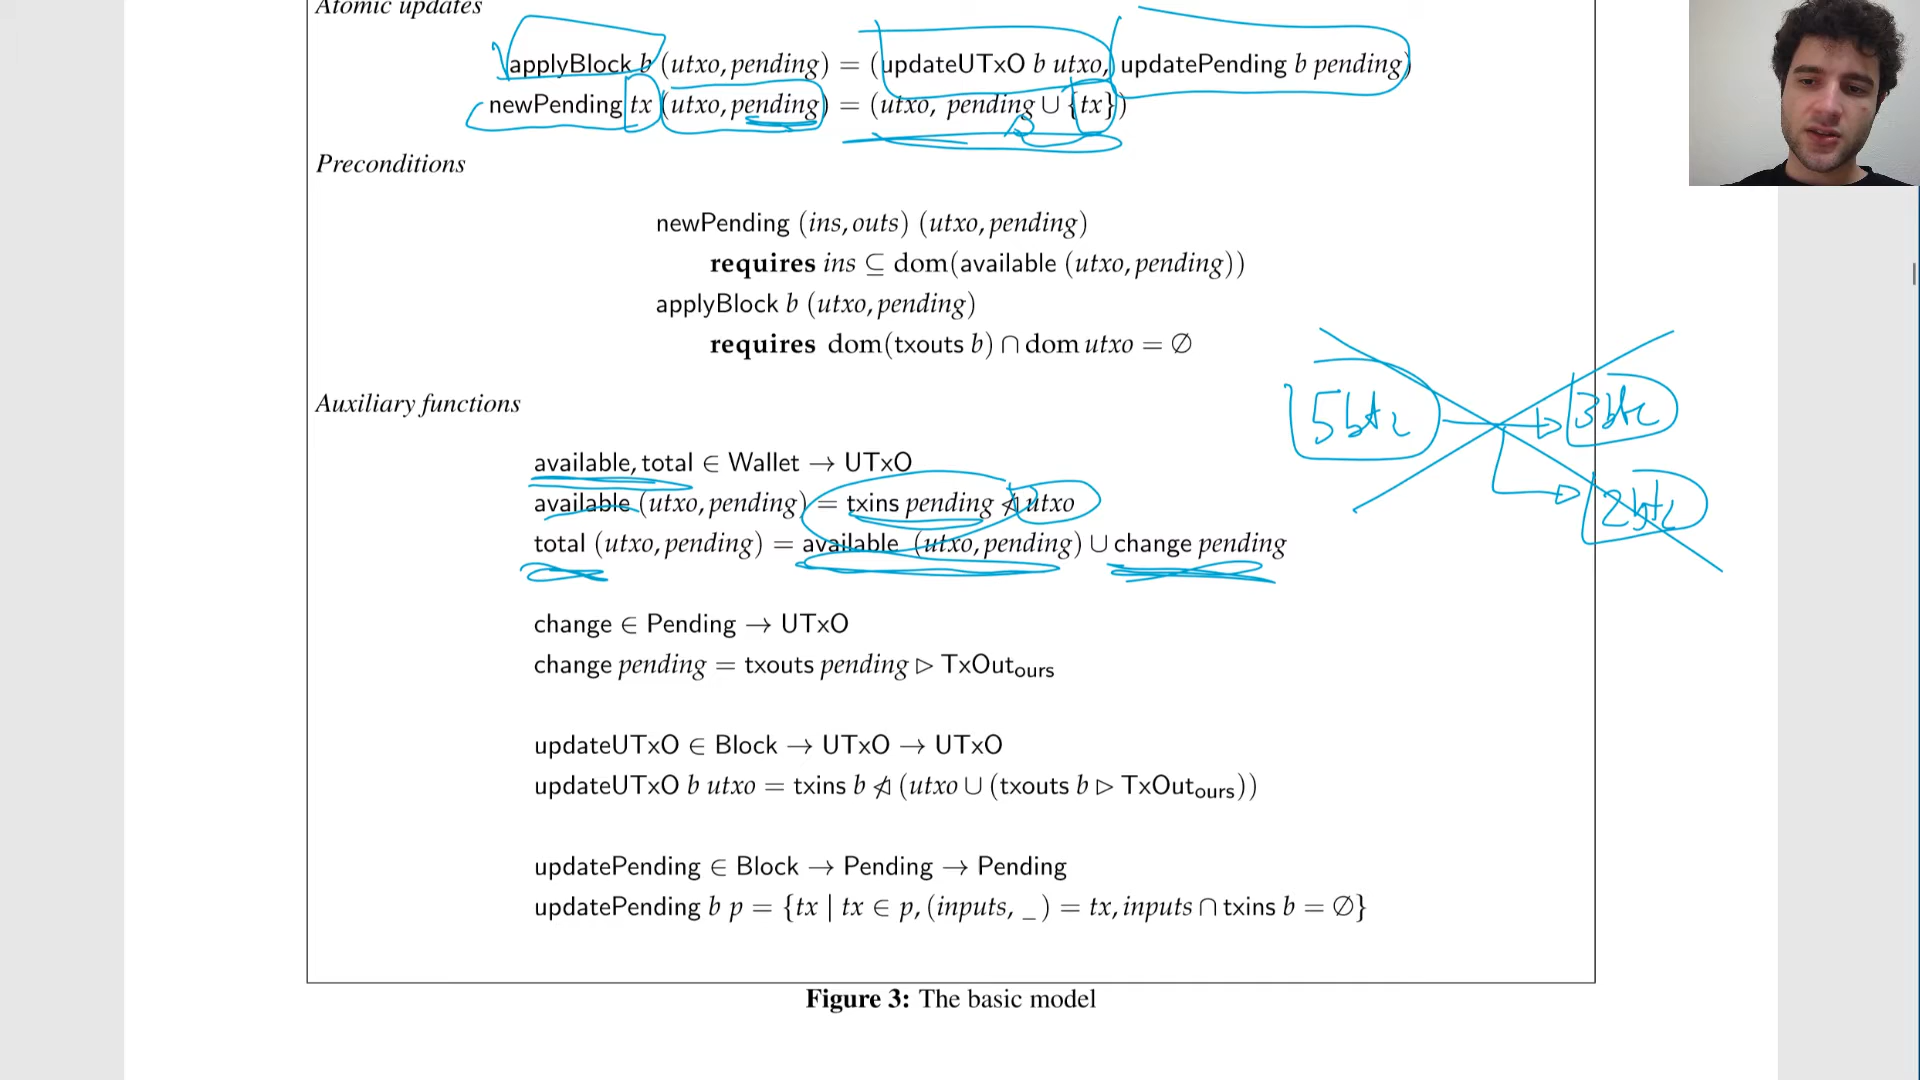 Atomic updates
applyBlock b (utxo, pending) = (updateUTxO b utxo, updatePending b pending)
newPending tx (utxo, pending) = (utxo, pending ∪ {tx})
Preconditions
newPending (ins, outs) (utxo, pending)
requires ins ⊆ dom(available (utxo, pending))
applyBlock b (utxo, pending)
requires dom(txouts b) ∩ dom utxo = ∅
Auxiliary functions
5btc
3btc
2btc
available, total ∈ Wallet → UTxO
available (utxo, pending) = txins pending ⋪ utxo
total (utxo, pending) = available (utxo, pending) ∪ change pending
change ∈ Pending → UTxO
change pending = txouts pending ▷ TxOut_ours
updateUTxO ∈ Block → UTxO → UTxO
updateUTxO b utxo = txins b ⋪ (utxo ∪ (txouts b ▷ TxOut_ours))
updatePending ∈ Block → Pending → Pending
updatePending b p = {tx | tx ∈ p, (inputs, _) = tx, inputs ∩ txins b = ∅}
Figure 3: The basic model